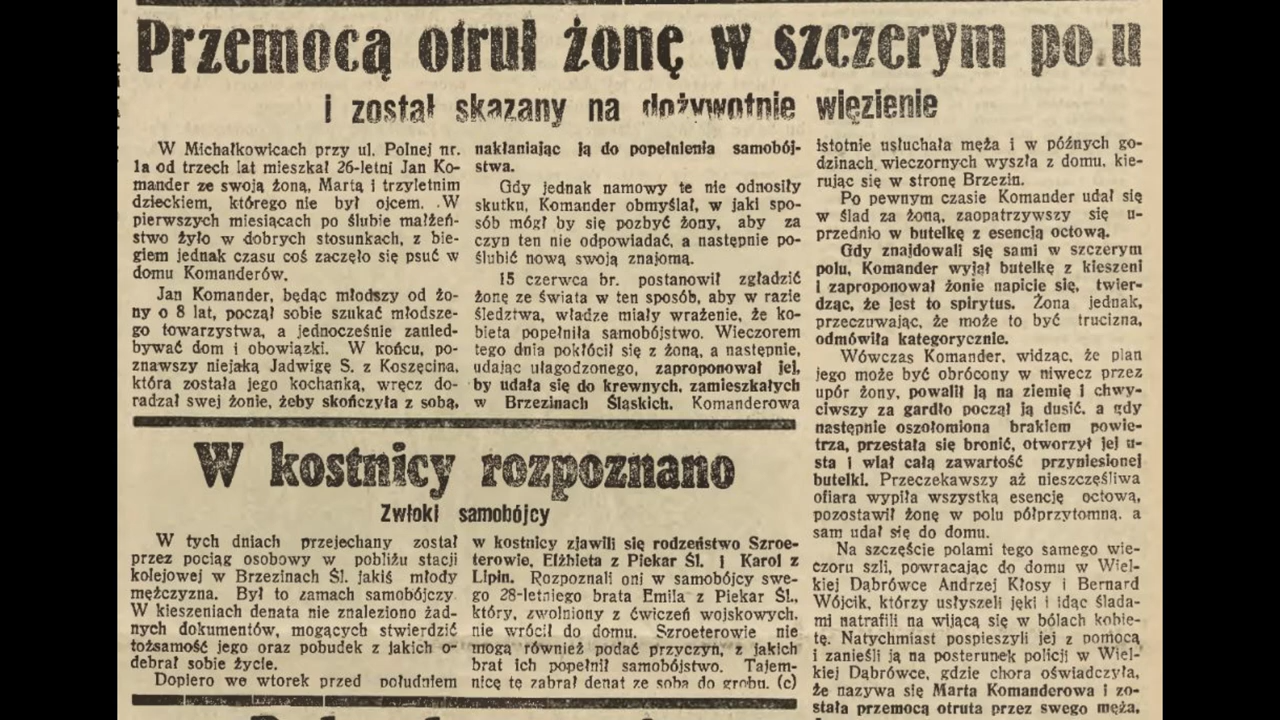 Przemocą otruł żonę w szczerym po.u
i został skazany na dożywotnie więzienie
W Michałkowicach przy ul. Polnej nr.
1a od trzech lat mieszkał 26-letni Jan Ko-
mander ze swoją żoną, Martą i trzyletnim
dzieckiem, którego nie był ojcem. W
pierwszych miesiącach po ślubie małżeń-
stwo żyło w dobrych stosunkach, z bie-
giem jednak czasu coś zaczęło się psuć w
domu Komanderów.
Jan Komander, będąc młodszy od żo-
ny o 8 lat, począł sobie szukać młodsze-
go towarzystwa, a jednocześnie zanied-
bywać dom i obowiązki. W końcu, po-
znawszy niejaką Jadwigę S. z Koszęcina,
która została jego kochanką, wręcz do-
radzał swej żonie, żeby skończyła z sobą,
nakłaniając ją do popełnienia samobój-
stwa.
Gdy jednak namowy te nie odnosiły
skutku, Komander obmyślał, w jaki spo-
sób mógł by się pozbyć żony, aby za
czyn ten nie odpowiadać, a następnie po-
ślubić nową swoją znajomą.
15 czerwca br. postanowił zgładzić
żonę ze świata w ten sposób, aby w razie
śledztwa, władze miały wrażenie, że ko-
bieta popełniła samobójstwo. Wieczorem
tego dnia pokłócił się z żoną, a następnie,
udając ułagodzonego, zaproponował jej,
by udała się do krewnych, zamieszkałych
w Brzezinach Śląskich. Komanderowa
istotnie usłuchała męża i w późnych go-
dzinach wieczornych wyszła z domu, kie-
rując się w stronę Brzezin.
Po pewnym czasie Komander udał się
w ślad za żoną, zaopatrzywszy się u-
przednio w butelkę z esencją octową.
Gdy znajdowali się sami w szczerym
polu, Komander wyjął butelkę z kieszeni
i zaproponował żonie napicie się, twier-
dząc, że jest to spirytus. Żona jednak,
przeczuwając, że może to być trucizna,
odmówiła kategorycznie.
Wówczas Komander, widząc, że plan
jego może być obrócony w niwecz przez
upór żony, powalił ją na ziemię i chwy-
ciwszy za gardło począł ją dusić, a gdy
następnie oszołomiona brakiem powie-
trza, przestała się bronić, otworzył jej u-
sta i wlał całą zawartość przyniesionej
butelki. Przeczekawszy aż nieszczęśliwa
ofiara wypiła wszystką esencję octową,
pozostawił żonę w polu półprzytomną, a
sam udał się do domu.
Na szczęście polami tego samego wie-
czoru szli, powracając do domu w Wiel-
kiej Dąbrówce Andrzej Kłosy i Bernard
Wójcik, którzy usłyszeli jęki i idąc ślada-
mi natrafili na wijącą się w bólach kobie-
tę. Natychmiast pospieszyli jej z pomocą
i zanieśli ją na posterunek policji w Wiel-
kiej Dąbrówce, gdzie chora oświadczyła,
że nazywa się Marta Komanderowa i zo-
stała przemocą otruta przez swego męża.
W kostnicy rozpoznano
Zwłoki samobójcy
W tych dniach przejechany został
przez pociąg osobowy w pobliżu stacji
kolejowej w Brzezinach Śl. jakiś młody
mężczyzna. Był to zamach samobójczy.
W kieszeniach denata nie znaleziono żad-
nych dokumentów, mogących stwierdzić
tożsamość jego oraz pobudek z jakich o-
debrał sobie życie.
Dopiero we wtorek przed południem
w kostnicy zjawili się rodzeństwo Szroe-
terowie, Elżbieta z Piekar Śl. i Karol z
Lipin. Rozpoznali oni w samobójcy swe-
go 28-letniego brata Emila z Piekar Śl.,
który, zwolniony z ćwiczeń wojskowych,
nie wrócił do domu. Szroeterowie nie
mogą również podać przyczyn, z jakich
brat ich popełnił samobójstwo. Tajem-
nicę tę zabrał denat ze sobą do grobu. (c)